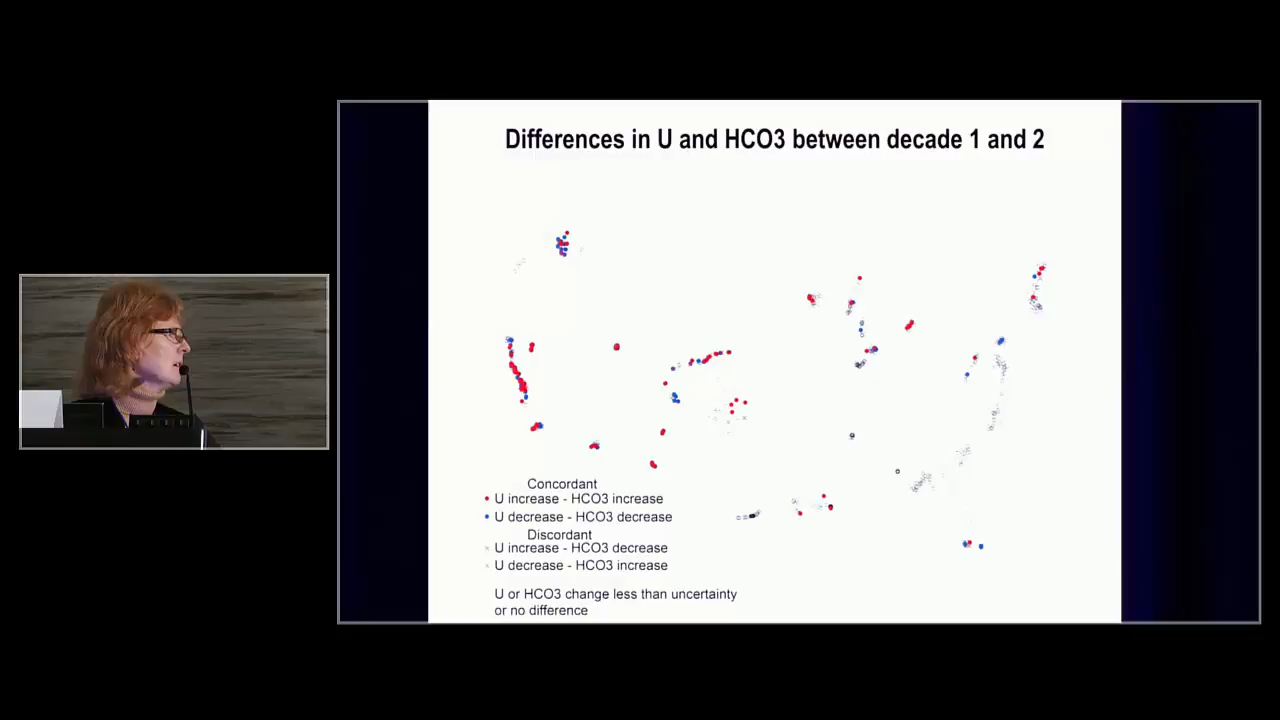 Differences in U and HCO3 between decade 1 and 2
Concordant
U increase - HCO3 increase
U decrease - HCO3 decrease
Discordant
U increase - HCO3 decrease
U decrease - HCO3 increase
U or HCO3 change less than uncertainty
or no difference